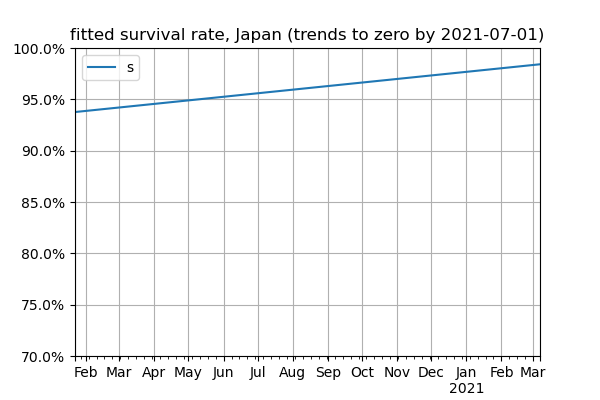 fitted survival rate, Japan (trends to zero by 2021-07-01)
100.0%
s
95.0%
90.0%
85.0%
80.0%
75.0%
70.0%
Feb Mar Apr May Jun Jul Aug Sep Oct Nov Dec Jan Feb Mar
2021